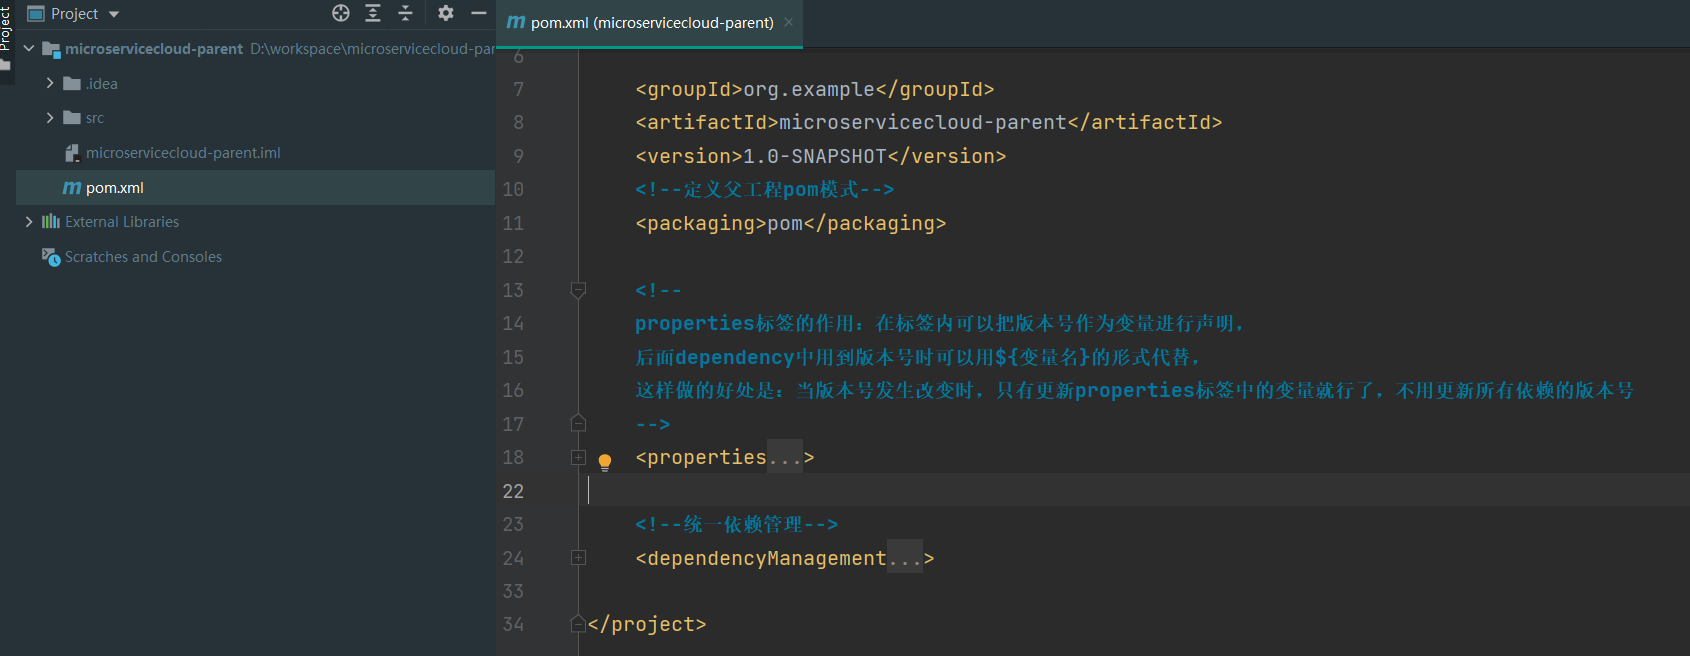 Project
Project
microservicecloud-parent D:\workspace\microservicecloud-par
.idea
src
microservicecloud-parent.iml
pom.xml
External Libraries
Scratches and Consoles
pom.xml (microservicecloud-parent)
6
7 <groupId>org.example</groupId>
8 <artifactId>microservicecloud-parent</artifactId>
9 <version>1.0-SNAPSHOT</version>
10 <!--定义父工程pom模式-->
11 <packaging>pom</packaging>
12
13 <!--
14 properties标签的作用：在标签内可以把版本号作为变量进行声明，
15 后面dependency中用到版本号时可以用${变量名}的形式代替，
16 这样做的好处是：当版本号发生改变时，只有更新properties标签中的变量就行了，不用更新所有依赖的版本号
17 -->
18 <properties...>
22
23 <!--统一依赖管理-->
24 <dependencyManagement...>
33
34 </project>